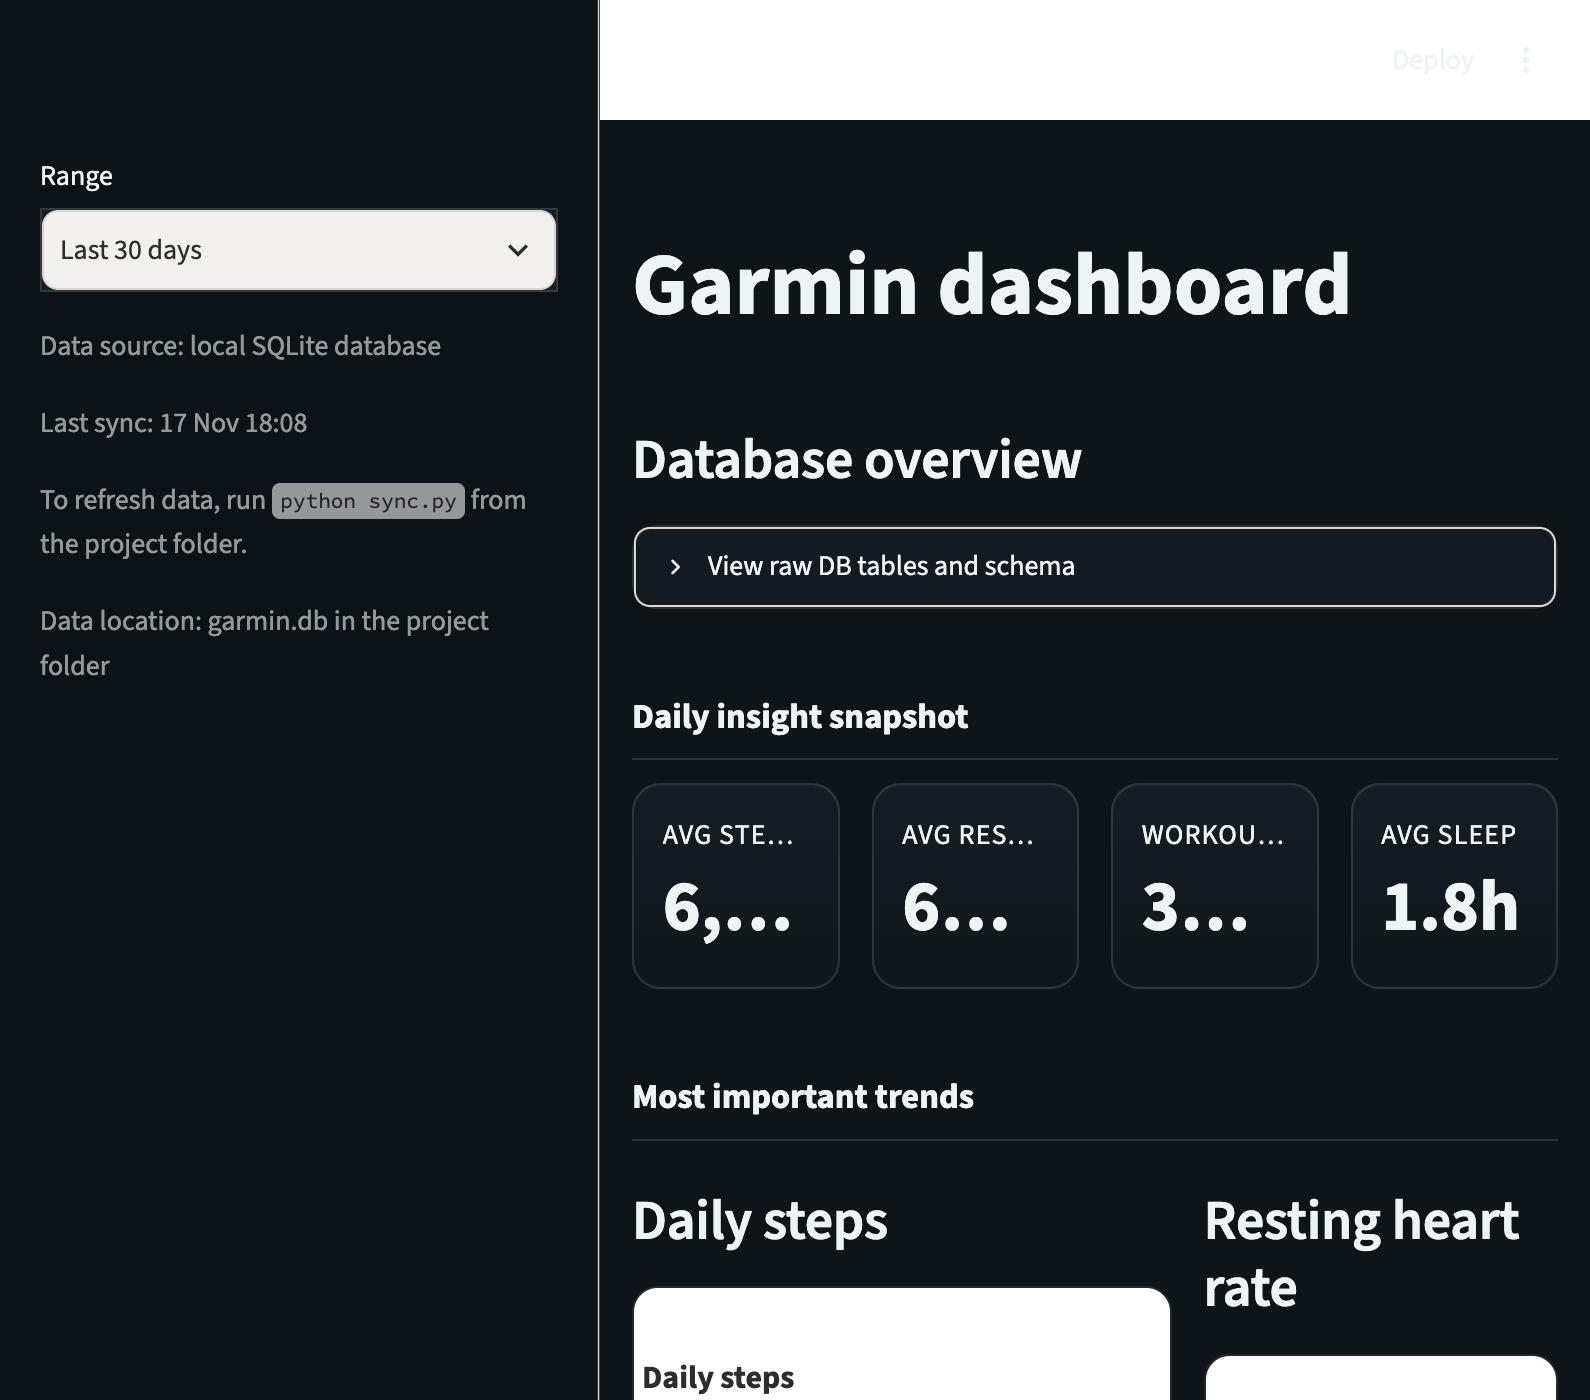 Deploy
Range
Last 30 days
Data source: local SQLite database
Last sync: 17 Nov 18:08
To refresh data, run python sync.py from
the project folder.
Data location: garmin.db in the project
folder
Garmin dashboard
Database overview
View raw DB tables and schema
Daily insight snapshot
AVG STE...
6,...
AVG RES...
6...
WORKOU...
3...
AVG SLEEP
1.8h
Most important trends
Daily steps
Daily steps
Resting heart
rate